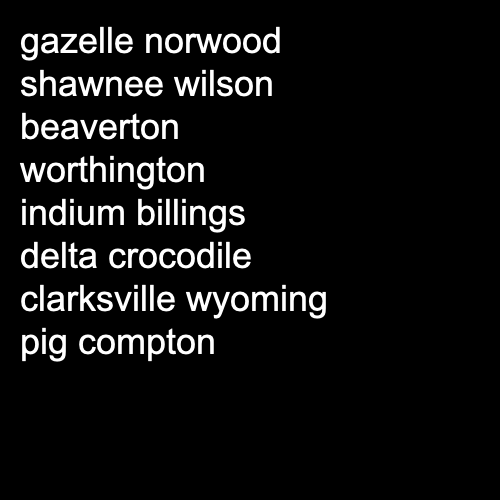 gazelle norwood
shawnee wilson
beaverton
worthington
indium billings
delta crocodile
clarksville wyoming
pig compton